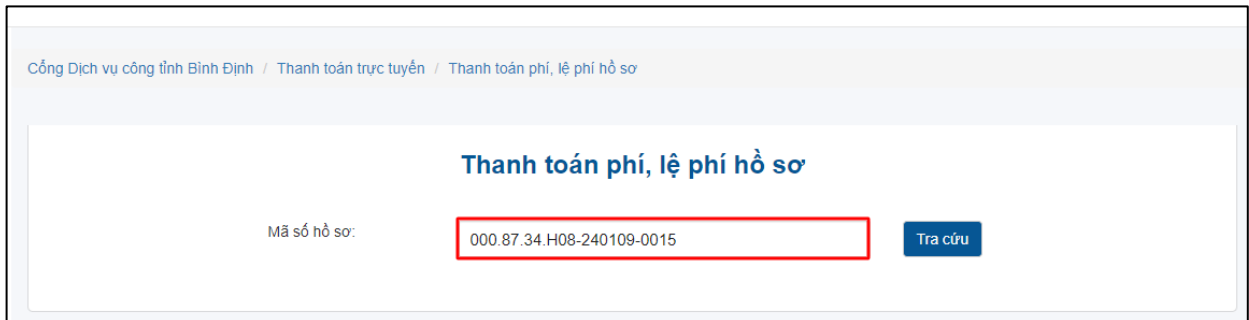 Cổng Dịch vụ công tỉnh Bình Định / Thanh toán trực tuyến / Thanh toán phí, lệ phí hồ sơ
Thanh toán phí, lệ phí hồ sơ
Mã số hồ sơ: 000.87.34.H08-240109-0015 Tra cứu